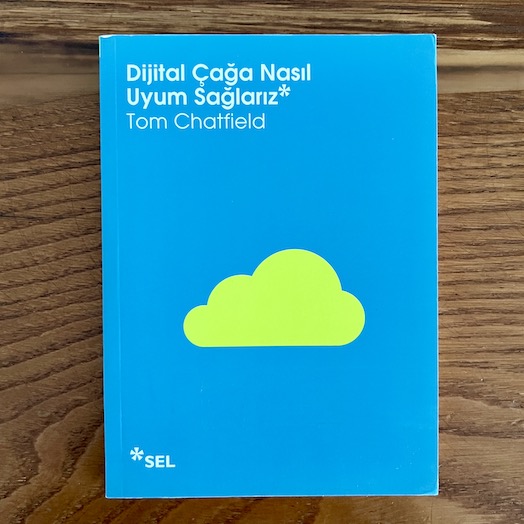 Dijital Çağa Nasıl
Uyum Sağlarız*
Tom Chatfield
*SEL